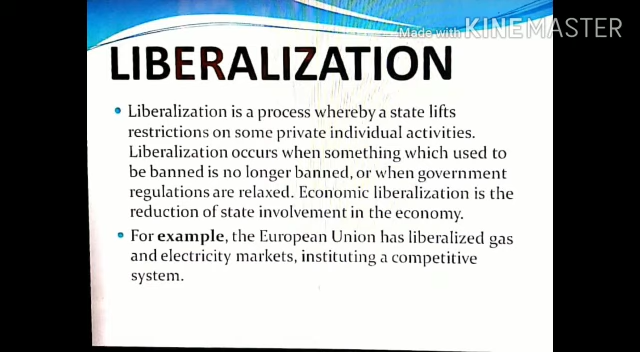 Made with KINEMASTER
LIBERALIZATION
• Liberalization is a process whereby a state lifts
restrictions on some private individual activities.
Liberalization occurs when something which used to
be banned is no longer banned, or when government
regulations are relaxed. Economic liberalization is the
reduction of state involvement in the economy.
• For example, the European Union has liberalized gas
and electricity markets, instituting a competitive
system.